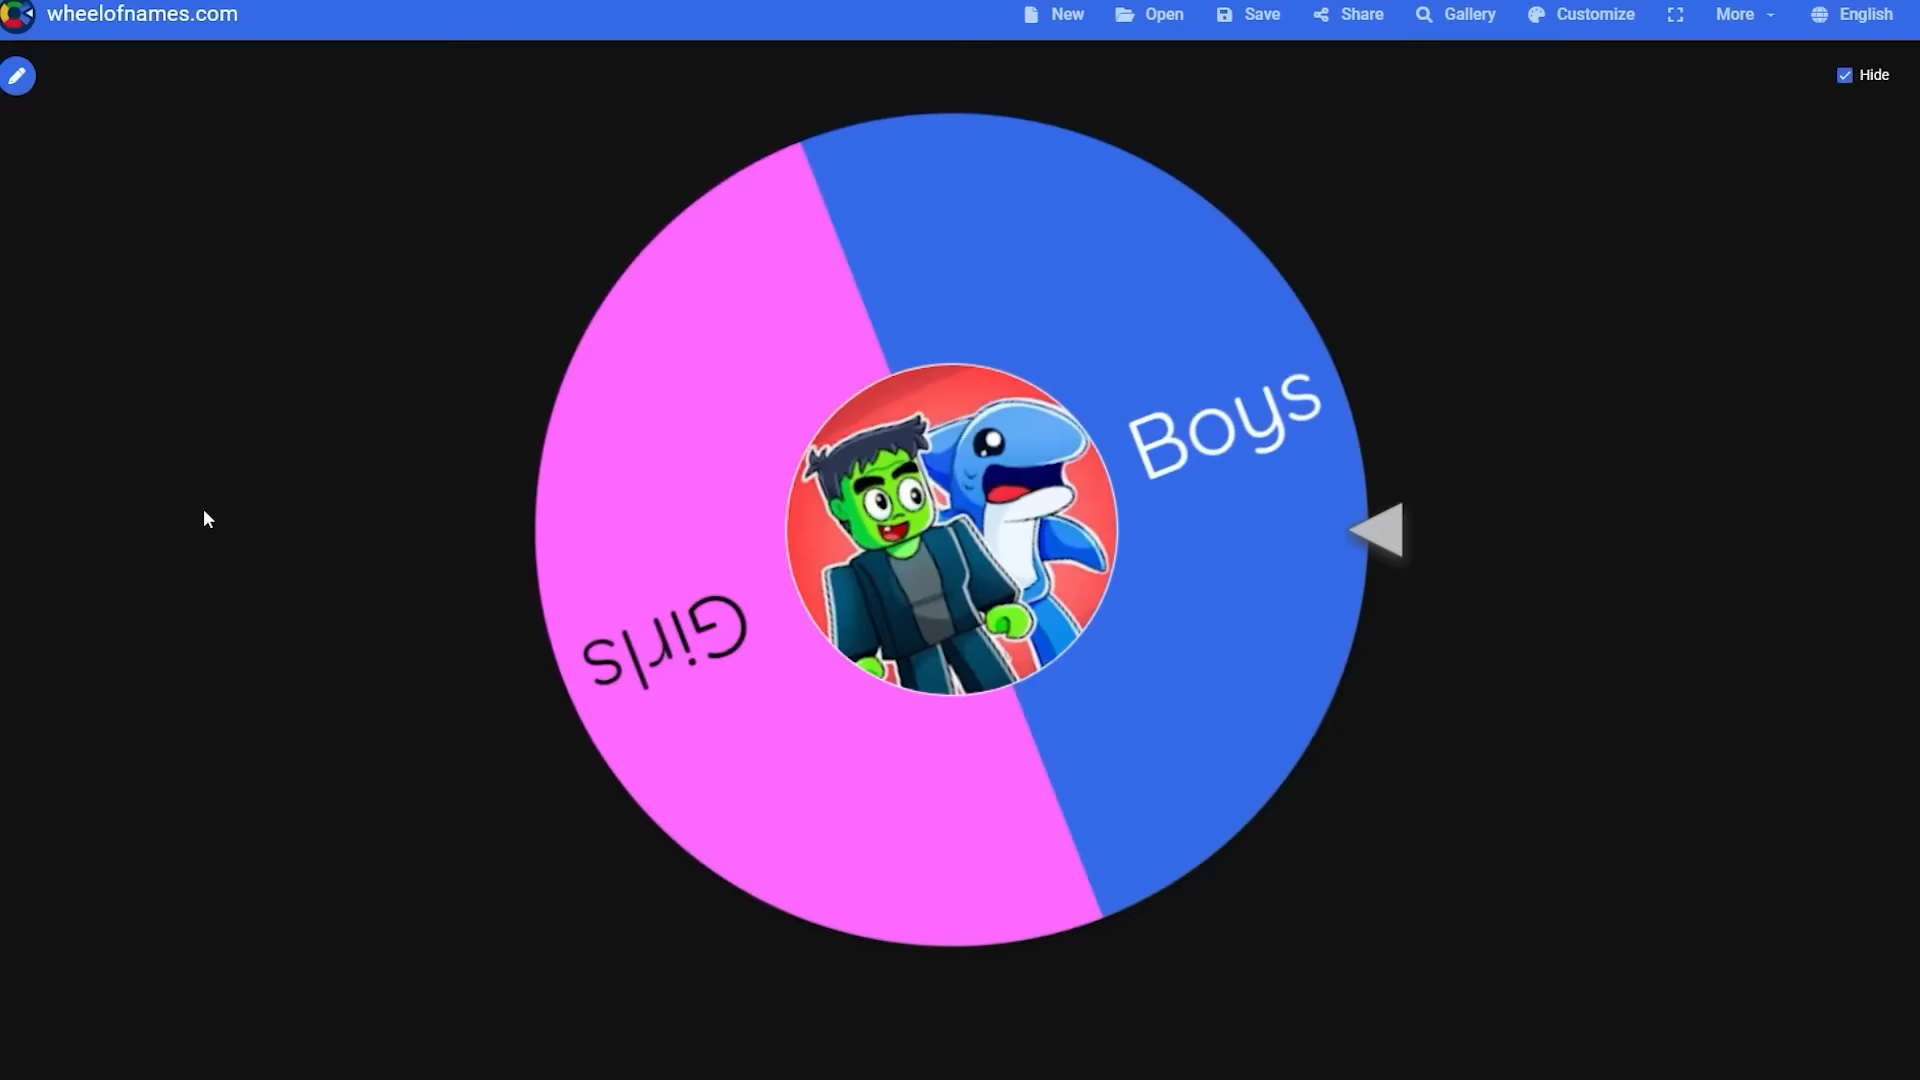 wheelofnames.com
New
Open
Save
Share
Gallery
Customize
More
English
Hide
Boys
Girls